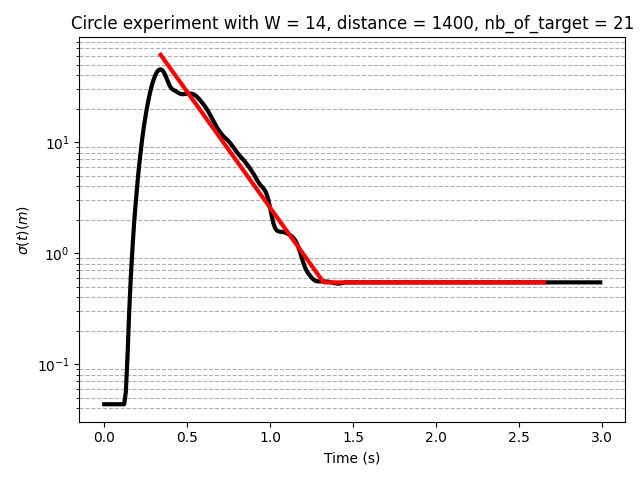 Circle experiment with W = 14, distance = 1400, nb_of_target = 21
σ(t)(m)
10¹
10⁰
10⁻¹
0.0 0.5 1.0 1.5 2.0 2.5 3.0
Time (s)